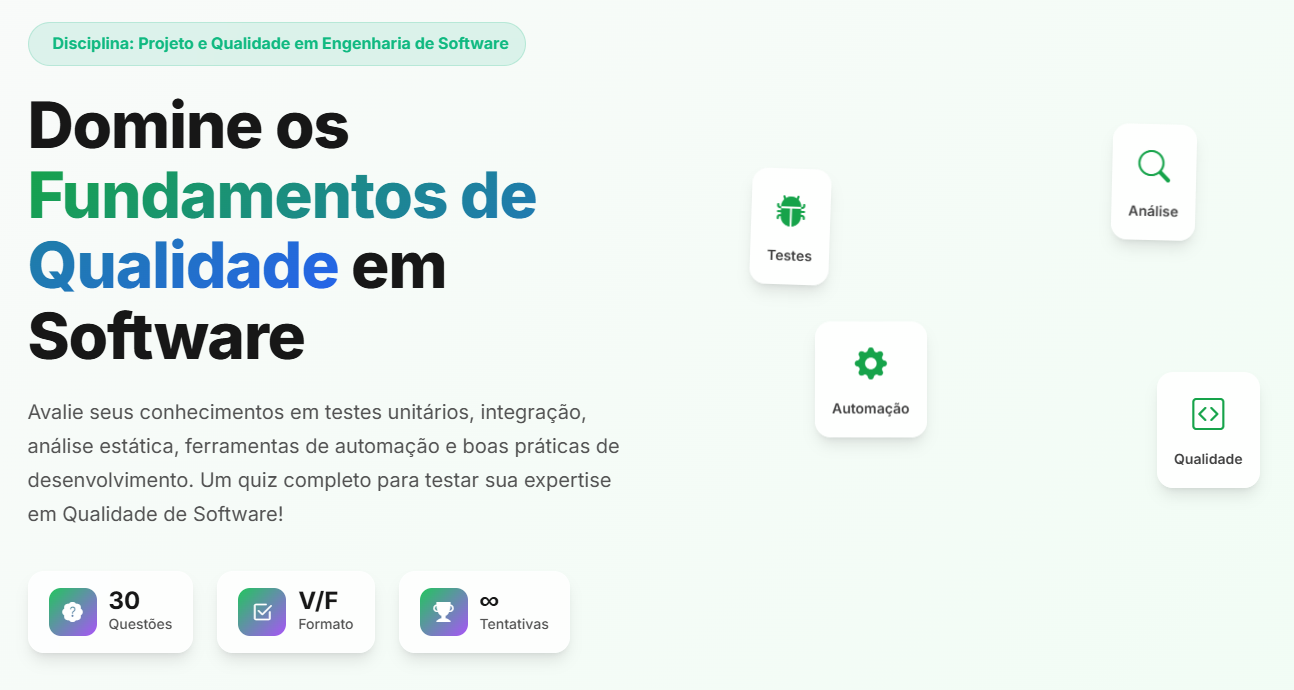 Disciplina: Projeto e Qualidade em Engenharia de Software
Domine os
Fundamentos de
Qualidade em
Software
Avalie seus conhecimentos em testes unitários, integração,
análise estática, ferramentas de automação e boas práticas de
desenvolvimento. Um quiz completo para testar sua expertise
em Qualidade de Software!
30
Questões
V/F
Formato
∞
Tentativas
Testes
Análise
Automação
Qualidade